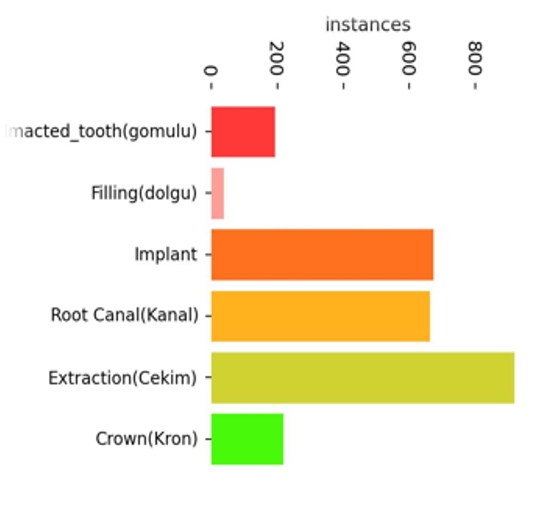 instances
0 200 400 600 800
macted_tooth(gomulu)
Filling(dolgu)
Implant
Root Canal(Kanal)
Extraction(Cekim)
Crown(Kron)